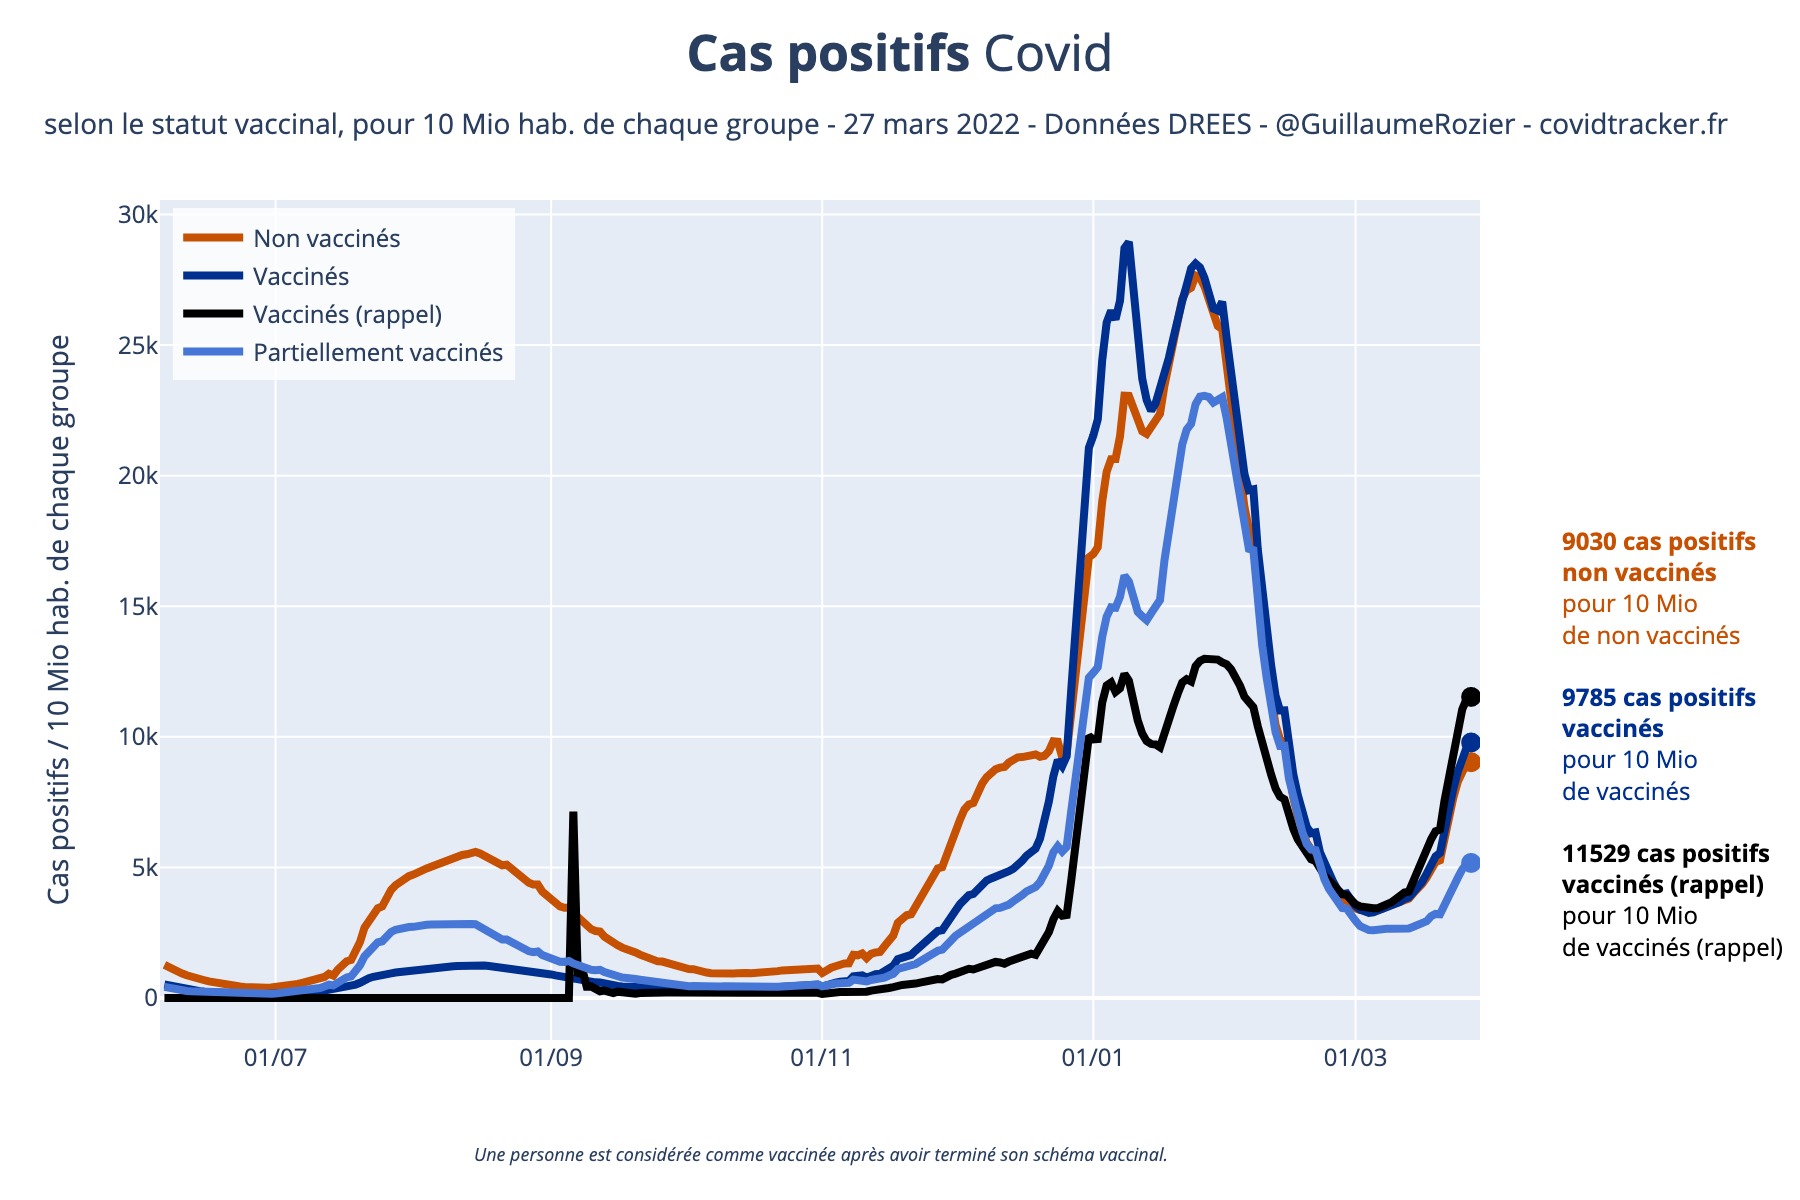 Cas positifs Covid
selon le statut vaccinal, pour 10 Mio hab. de chaque groupe - 27 mars 2022 - Données DREES - @GuillaumeRozier - covidtracker.fr
Cas positifs / 10 Mio hab. de chaque groupe
30k
25k
20k
15k
10k
5k
0
Non vaccinés
Vaccinés
Vaccinés (rappel)
Partiellement vaccinés
01/07
01/09
01/11
01/01
01/03
9030 cas positifs
non vaccinés
pour 10 Mio
de non vaccinés
9785 cas positifs
vaccinés
pour 10 Mio
de vaccinés
11529 cas positifs
vaccinés (rappel)
pour 10 Mio
de vaccinés (rappel)
Une personne est considérée comme vaccinée après avoir terminé son schéma vaccinal.